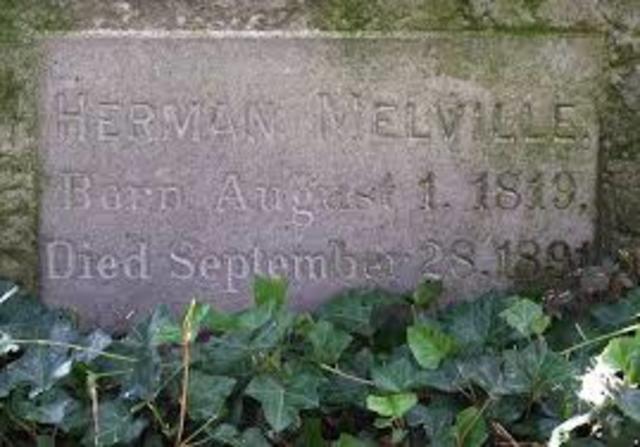 HERMAN MELVILLE.
Born August 1. 1819.
Died September 28. 1891